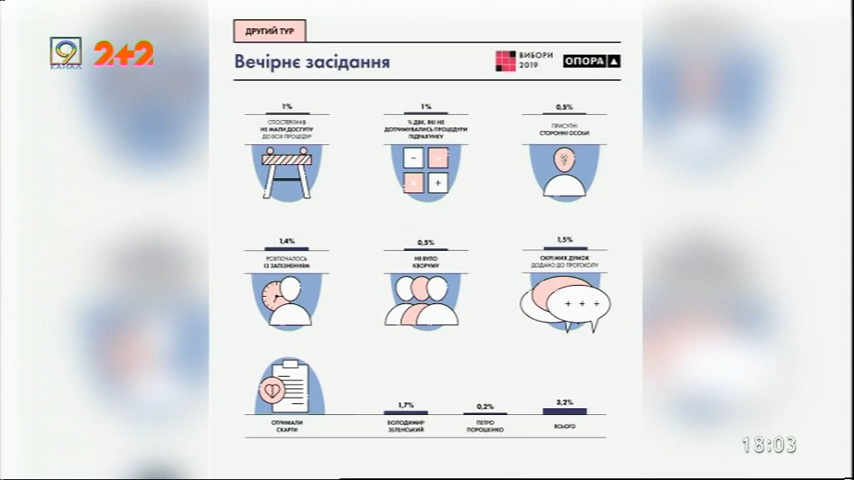 ДРУГИЙ ТУР
Вечірнє засідання
ВИБОРИ
2019
ОПОРА
9
КАНАЛ
2+2
1%
СПОСТЕРІГАЧІВ
НЕ МАЛИ ДОСТУПУ
ДО ВСІХ ПРОЦЕДУР
1%
% ДВК, ЯКІ НЕ
ДОТРИМУВАЛИСЬ ПРОЦЕДУРИ
ПІДРАХУНКУ
0,5%
ПРИСУТНІ
СТОРОННІ ОСОБИ
1,4%
РОЗПОЧАЛОСЬ
ІЗ ЗАПІЗНЕННЯМ
0,5%
НЕ БУЛО
КВОРУМУ
1,5%
ОКРЕМИХ ДУМОК
ДОДАНО ДО ПРОТОКОЛУ
ОТРИМАЛИ
СКАРГИ
1,7%
ВОЛОДИМИР
ЗЕЛЕНСЬКИЙ
0,2%
ПЕТРО
ПОРОШЕНКО
3,2%
ВСЬОГО
18:03